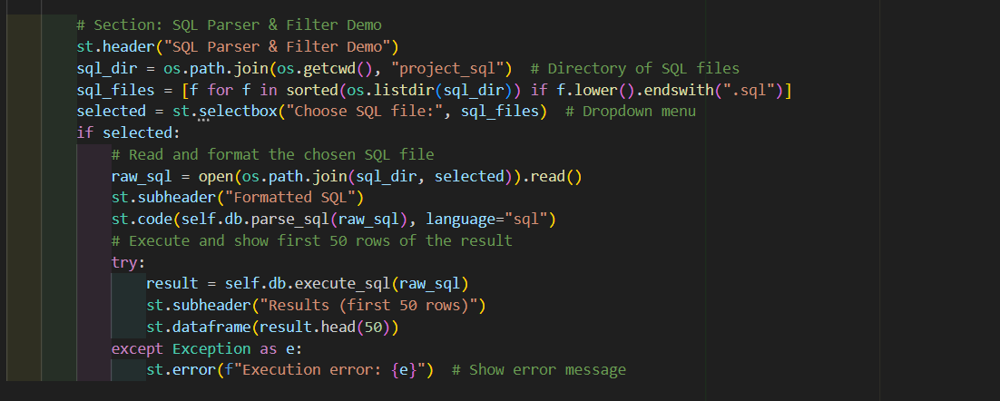 # Section: SQL Parser & Filter Demo
st.header("SQL Parser & Filter Demo")
sql_dir = os.path.join(os.getcwd(), "project_sql")  # Directory of SQL files
sql_files = [f for f in sorted(os.listdir(sql_dir)) if f.lower().endswith(".sql")]
selected = st.selectbox("Choose SQL file:", sql_files)  # Dropdown menu
if selected:
    # Read and format the chosen SQL file
    raw_sql = open(os.path.join(sql_dir, selected)).read()
    st.subheader("Formatted SQL")
    st.code(self.db.parse_sql(raw_sql), language="sql")
    # Execute and show first 50 rows of the result
    try:
        result = self.db.execute_sql(raw_sql)
        st.subheader("Results (first 50 rows)")
        st.dataframe(result.head(50))
    except Exception as e:
        st.error(f"Execution error: {e}")  # Show error message